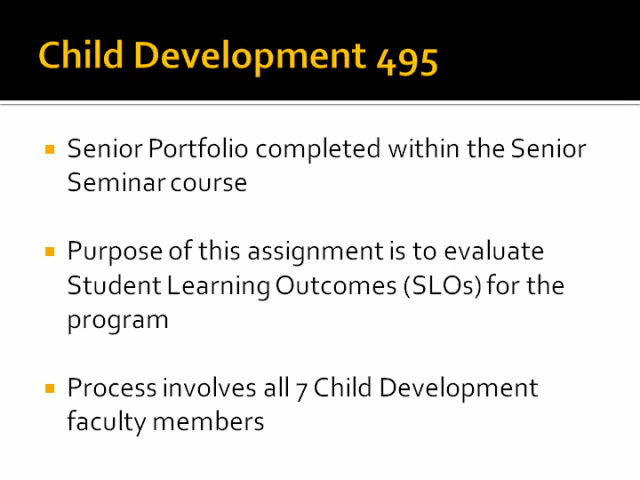 Child Development 495
Senior Portfolio completed within the Senior
Seminar course
Purpose of this assignment is to evaluate
Student Learning Outcomes (SLOs) for the
program
Process involves all 7 Child Development
faculty members